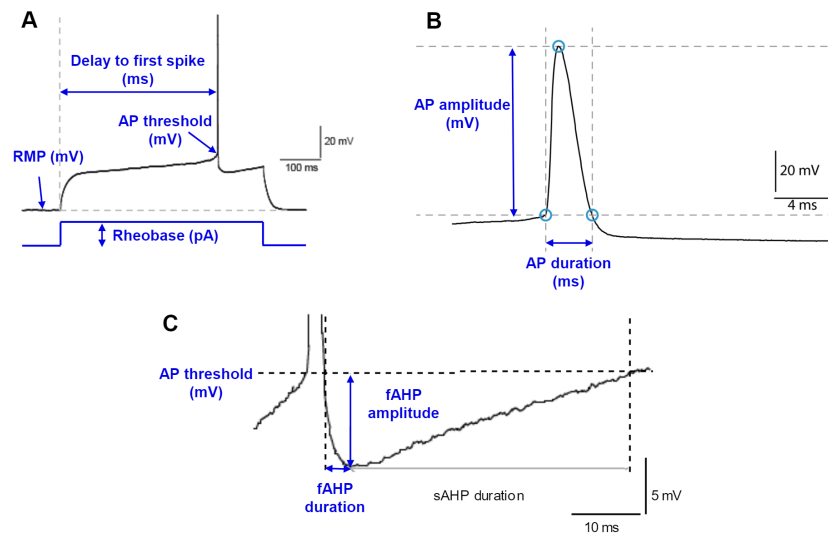 A
Delay to first spike
(ms)
AP threshold
(mV)
RMP (mV)
20 mV
100 ms
Rheobase (pA)
B
AP amplitude
(mV)
20 mV
4 ms
AP duration
(ms)
C
AP threshold
(mV)
fAHP
amplitude
fAHP
duration
sAHP duration
5 mV
10 ms